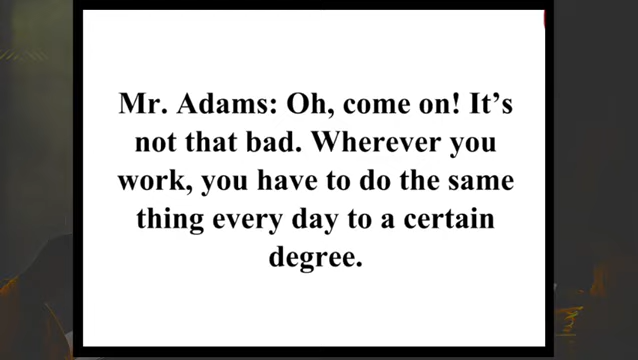 Mr. Adams: Oh, come on! It’s
not that bad. Wherever you
work, you have to do the same
thing every day to a certain
degree.